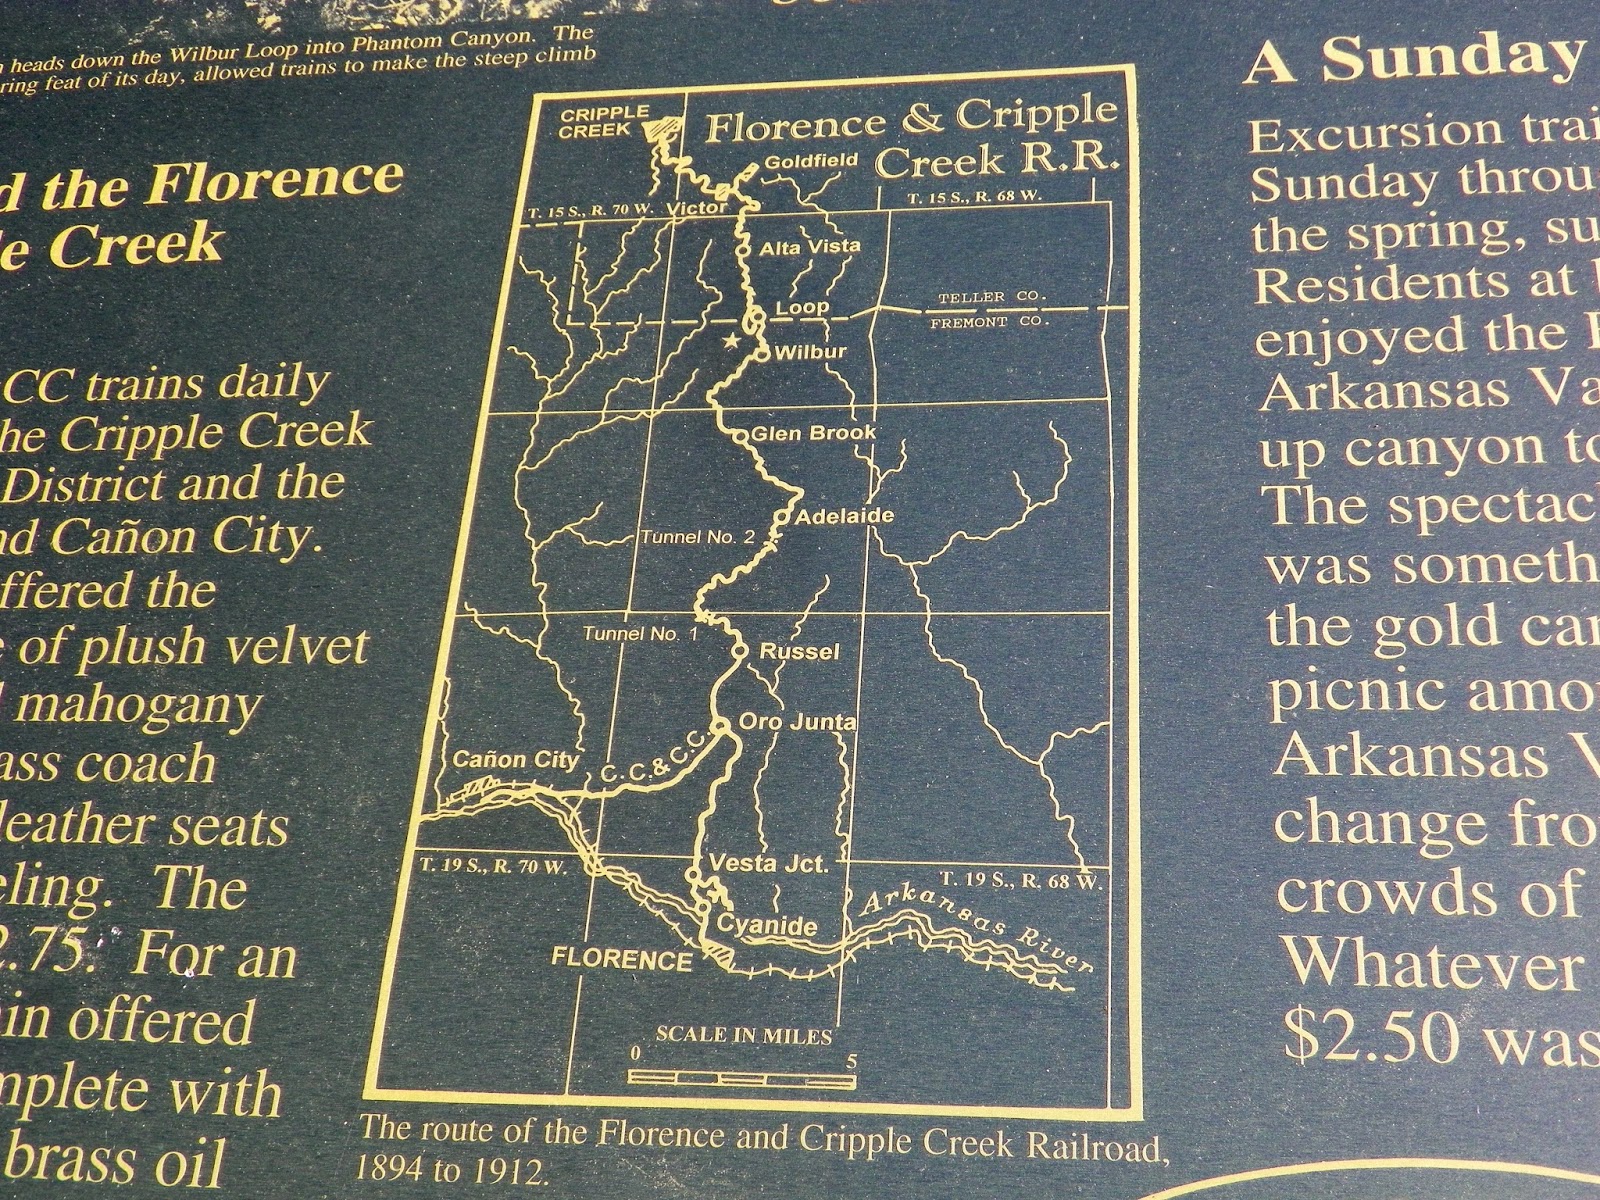 heads down the Wilbur Loop into Phantom Canyon. The
ring feat of its day, allowed trains to make the steep climb
d the Florence
le Creek
CC trains daily
he Cripple Creek
District and the
nd Cañon City.
ffered the
e of plush velvet
mahogany
ass coach
leather seats
eling. The
2.75. For an
in offered
mplete with
brass oil
CRIPPLE
CREEK
Florence & Cripple
Creek R.R.
Goldfield
T. 15 S., R. 70 W.
Victor
T. 15 S., R. 68 W.
Alta Vista
Loop
TELLER CO.
FREMONT CO.
Wilbur
Glen Brook
Adelaide
Tunnel No. 2
Tunnel No. 1
Russel
Oro Junta
Cañon City
C.C.&C.C.
Vesta Jct.
T. 19 S., R. 70 W.
T. 19 S., R. 68 W.
Arkansas River
Cyanide
FLORENCE
SCALE IN MILES
0 5
The route of the Florence and Cripple Creek Railroad,
1894 to 1912.
A Sunday
Excursion trai
Sunday throu
the spring, su
Residents at
enjoyed the
Arkansas Va
up canyon to
The spectac
was someth
the gold can
picnic amo
Arkansas V
change fro
crowds of
Whatever
$2.50 was